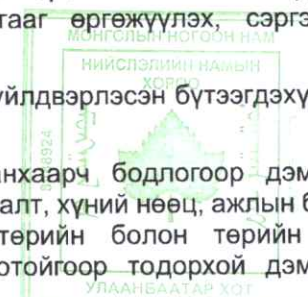 тааг өргөжүүлэх, сэргэ
МОНГОЛЫН НОГООН НАМ
НИЙСЛЭЛИЙН НАМЫН
ХОРОО
үйлдвэрлэсэн бүтээгдэхү
анхаарч бодлогоор дэм
алт, хүний нөөц, ажлын б
төрийн болон төрийн
отойгоор тодорхой дэм
УЛААНБААТАР ХОТ